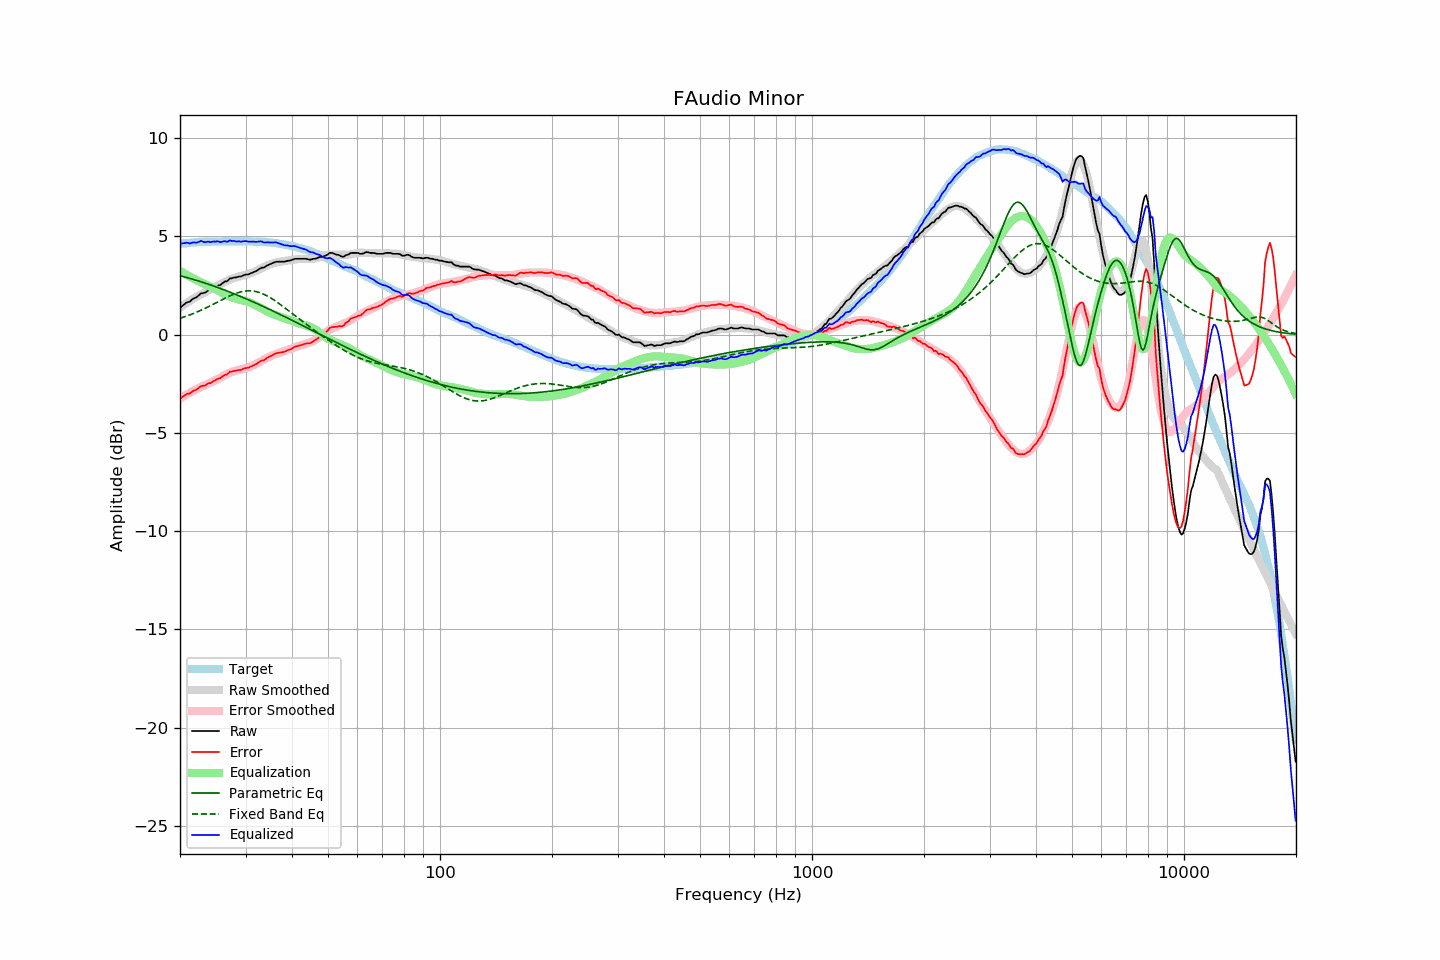 FAudio Minor
10
5
0
−5
−10
−15
−20
−25
Amplitude (dBr)
Target
Raw Smoothed
Error Smoothed
Raw
Error
Equalization
Parametric Eq
Fixed Band Eq
Equalized
100
1000
10000
Frequency (Hz)